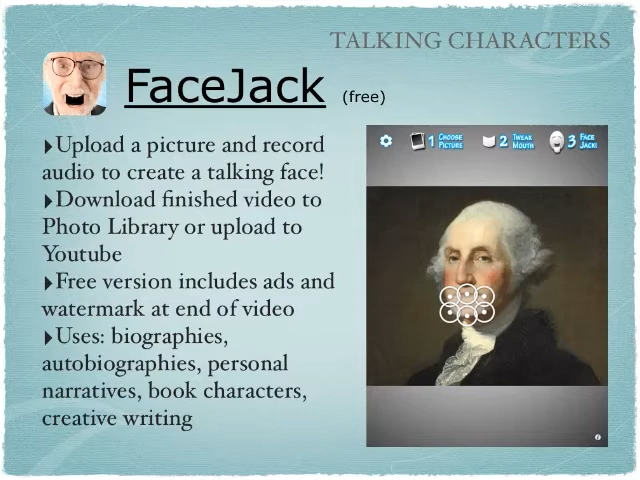 TALKING CHARACTERS
FaceJack (free)
‣Upload a picture and record
audio to create a talking face!
‣Download finished video to
Photo Library or upload to
Youtube
‣Free version includes ads and
watermark at end of video
‣Uses: biographies,
autobiographies, personal
narratives, book characters,
creative writing
1 CHOOSE PICTURE 2 TWEAK MOUTH 3 FACE JACK!